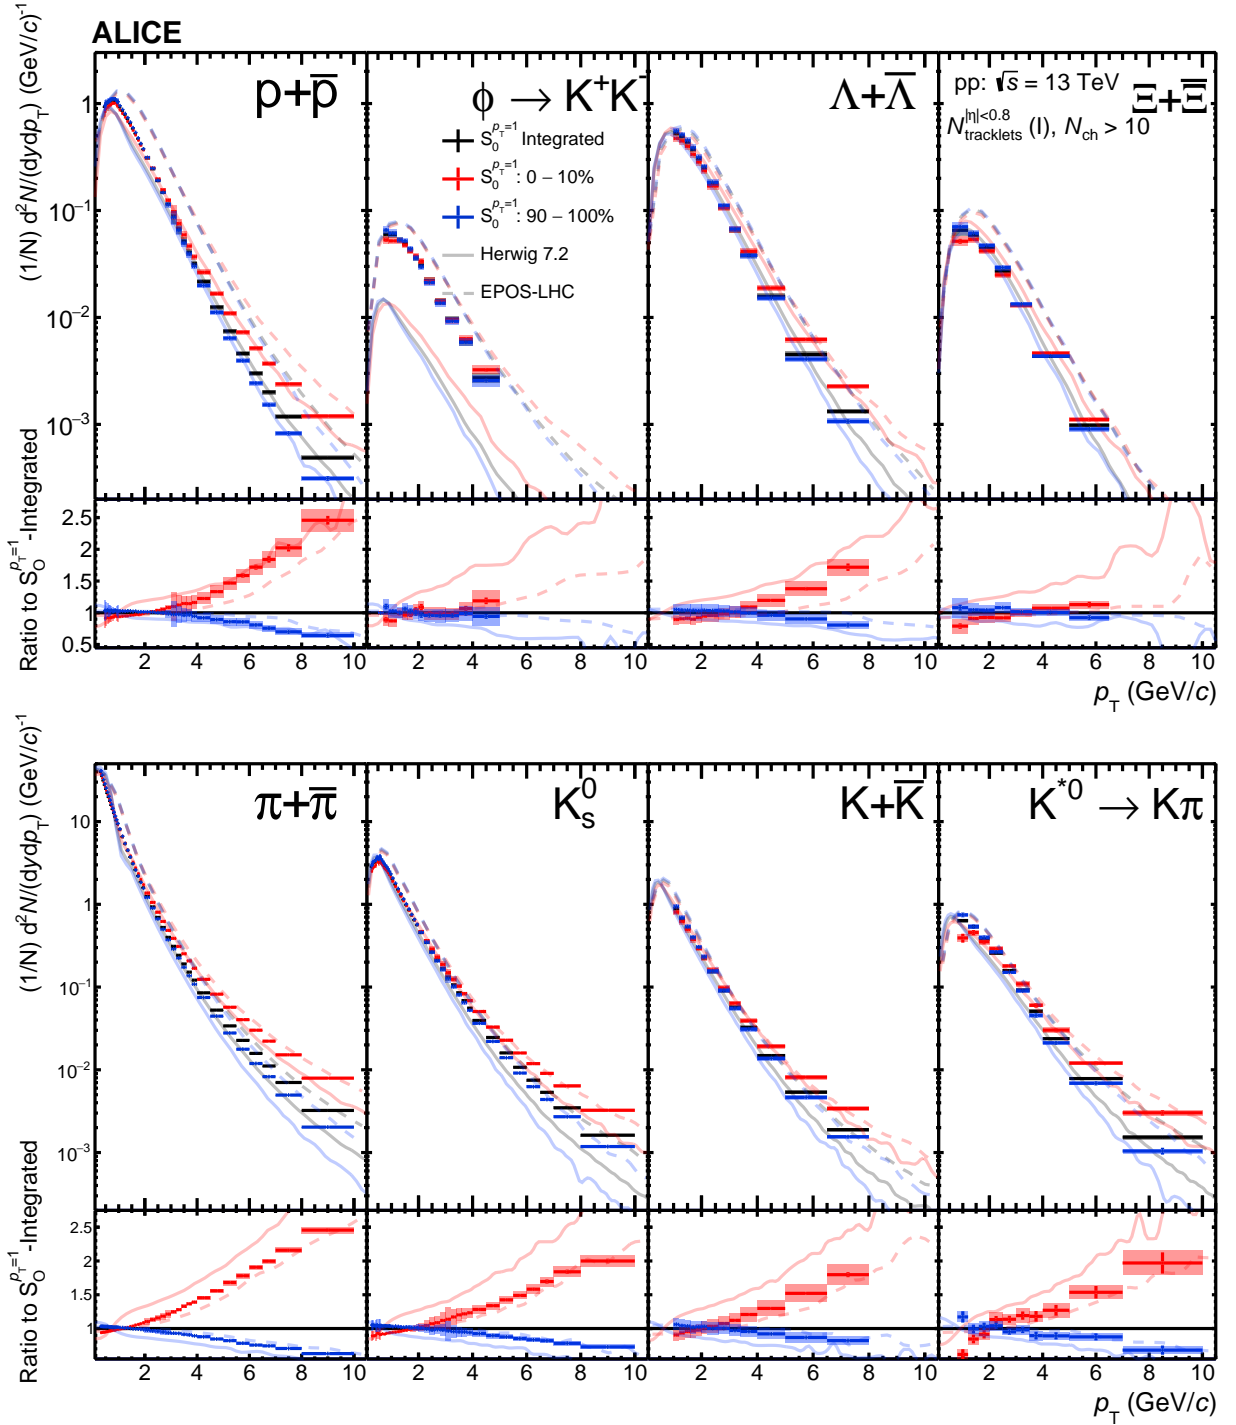 ALICE
(1/N) d²N/(dydp_T) (GeV/c)⁻¹
p+p̅
ϕ → K⁺K⁻
Λ+Λ̅
Ξ+Ξ̅
pp: √s = 13 TeV
N_tracklets^|η|<0.8 (I), N_ch > 10
S₀^{p_T=1} Integrated
S₀^{p_T=1}: 0 – 10%
S₀^{p_T=1}: 90 – 100%
Herwig 7.2
EPOS-LHC
1
10⁻¹
10⁻²
10⁻³
Ratio to S_O^{p_T=1}-Integrated
2.5
2
1.5
1
0.5
2 4 6 8 10 2 4 6 8 10 2 4 6 8 10 2 4 6 8 10
p_T (GeV/c)
(1/N) d²N/(dydp_T) (GeV/c)⁻¹
π+π̅
K_s^0
K+K̅
K^{*0} → Kπ
10
1
10⁻¹
10⁻²
10⁻³
Ratio to S_O^{p_T=1}-Integrated
2.5
2
1.5
1
2 4 6 8 10 2 4 6 8 10 2 4 6 8 10 2 4 6 8 10
p_T (GeV/c)